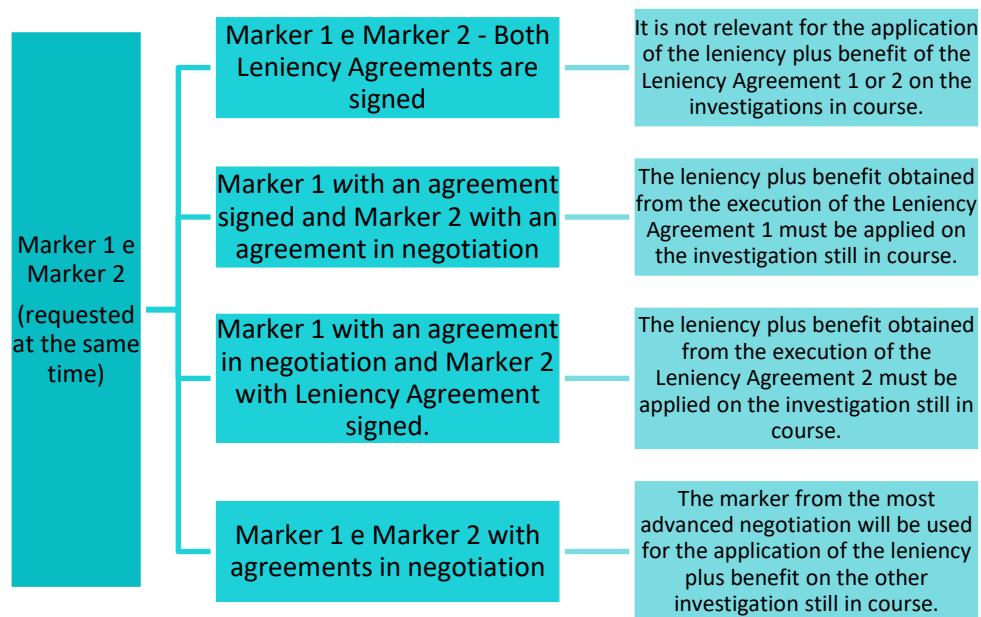 Marker 1 e
Marker 2
(requested
at the same
time)
Marker 1 e Marker 2 - Both
Leniency Agreements are
signed
It is not relevant for the application
of the leniency plus benefit of the
Leniency Agreement 1 or 2 on the
investigations in course.
Marker 1 with an agreement
signed and Marker 2 with an
agreement in negotiation
The leniency plus benefit obtained
from the execution of the Leniency
Agreement 1 must be applied on
the investigation still in course.
Marker 1 with an agreement
in negotiation and Marker 2
with Leniency Agreement
signed.
The leniency plus benefit obtained
from the execution of the
Leniency Agreement 2 must be
applied on the investigation still in
course.
Marker 1 e Marker 2 with
agreements in negotiation
The marker from the most
advanced negotiation will be used
for the application of the leniency
plus benefit on the other
investigation still in course.